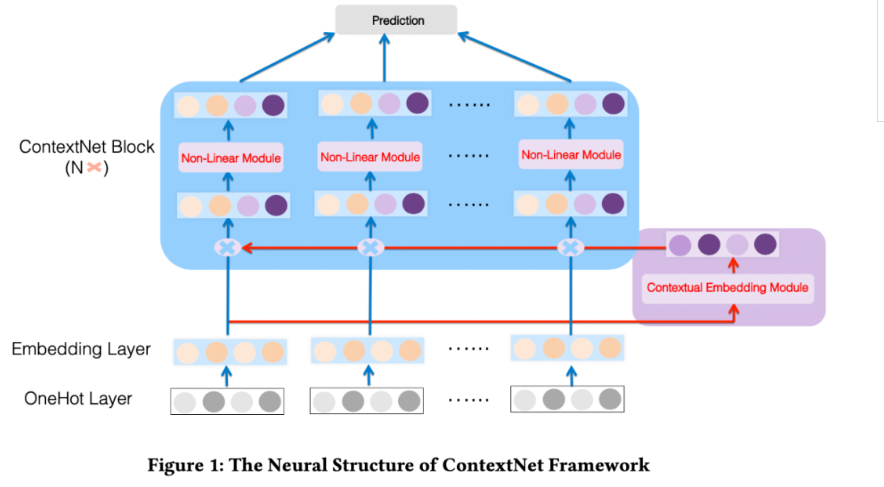 Prediction
ContextNet Block
(N ✖)
Non-Linear Module
Non-Linear Module
......
Non-Linear Module
......
......
Contextual Embedding Module
Embedding Layer
......
OneHot Layer
......
Figure 1: The Neural Structure of ContextNet Framework